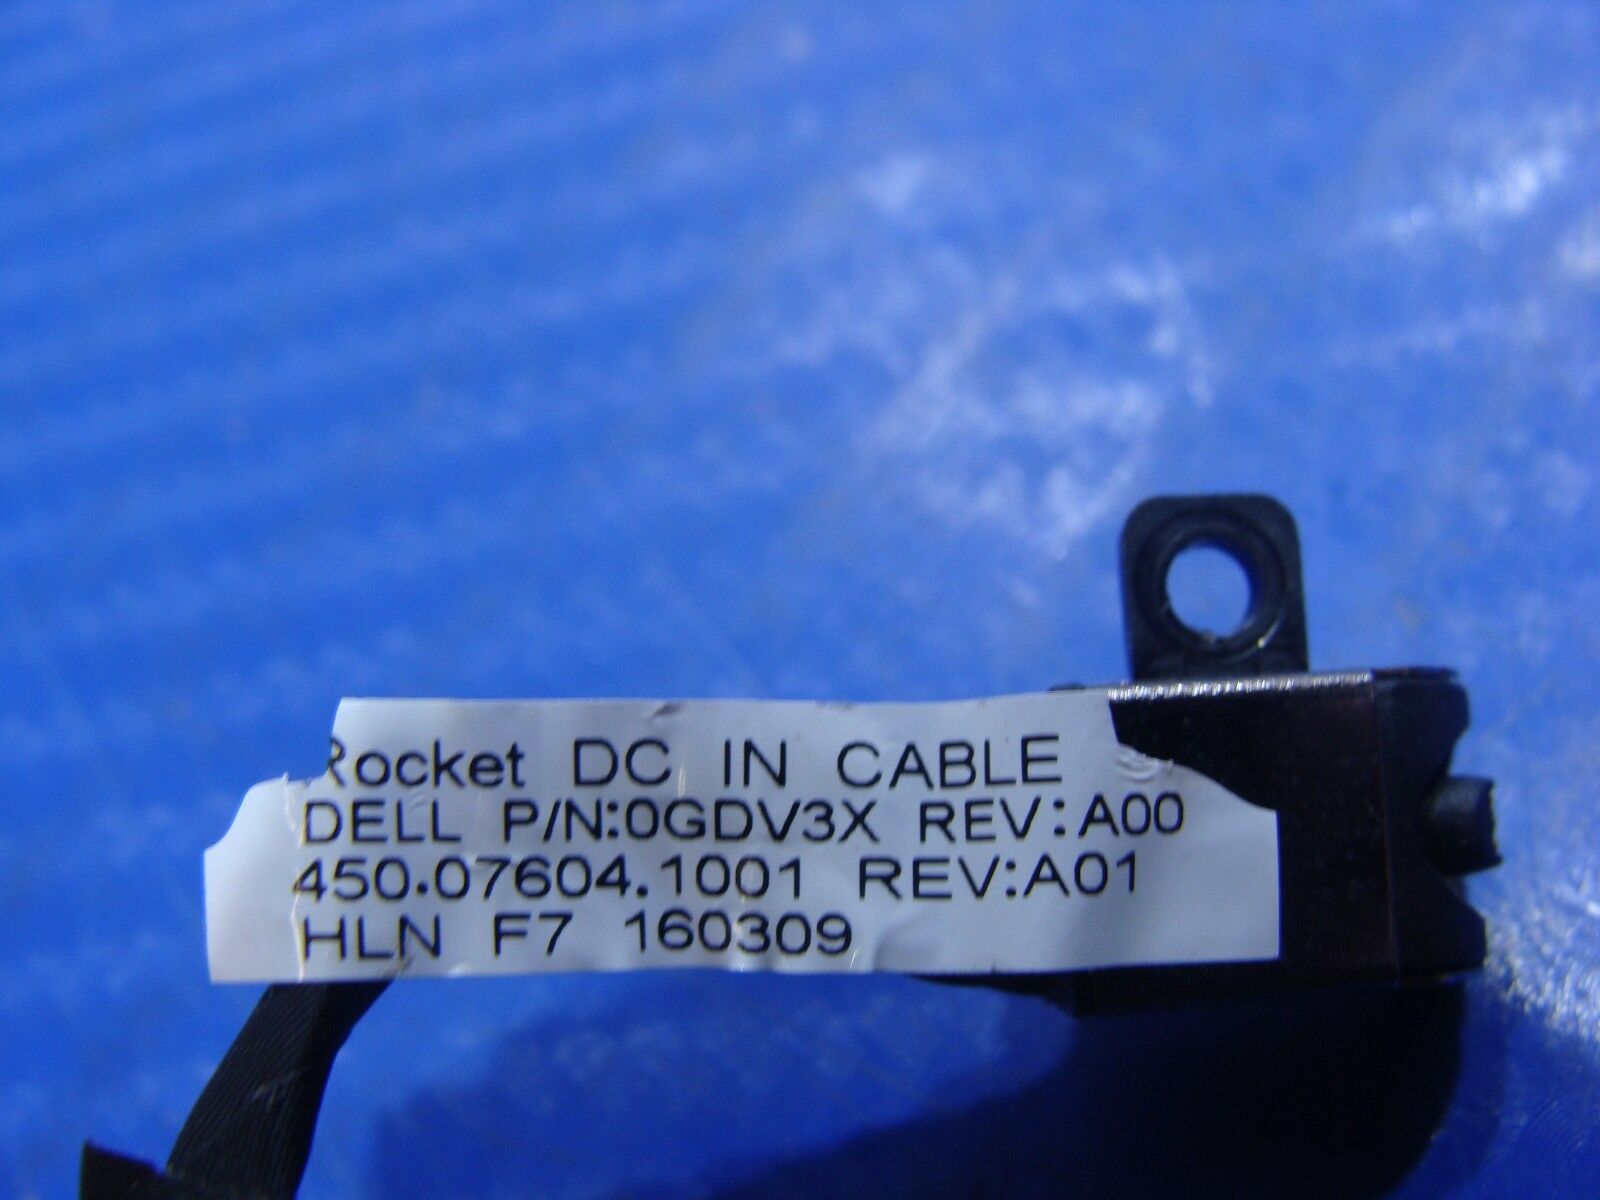 Rocket DC IN CABLE
DELL P/N:0GDV3X REV:A00
450.07604.1001 REV:A01
HLN F7 160309